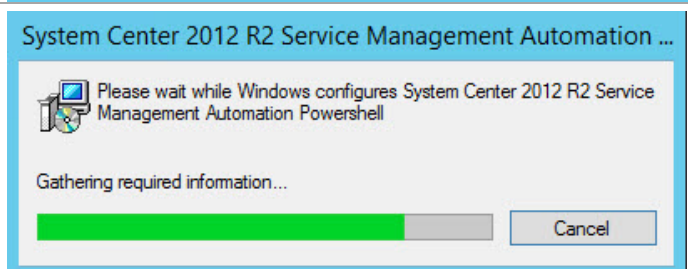 System Center 2012 R2 Service Management Automation ...
Please wait while Windows configures System Center 2012 R2 Service
Management Automation Powershell
Gathering required information...
Cancel